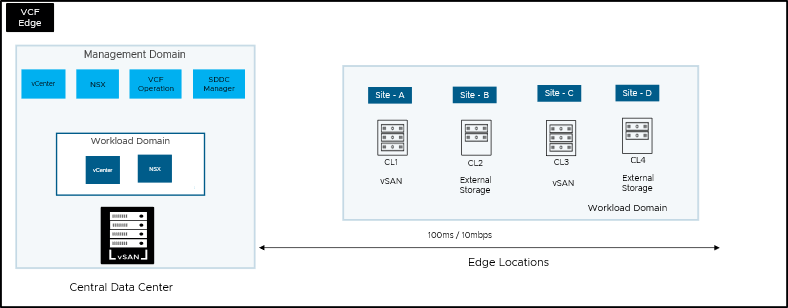 VCF
Edge
Management Domain
vCenter
NSX
VCF
Operation
SDDC
Manager
Workload Domain
vCenter
NSX
vSAN
Central Data Center
Site - A
Site - B
Site - C
Site - D
CL1
CL2
CL3
CL4
vSAN
External
Storage
vSAN
External
Storage
Workload Domain
100ms / 10mbps
Edge Locations